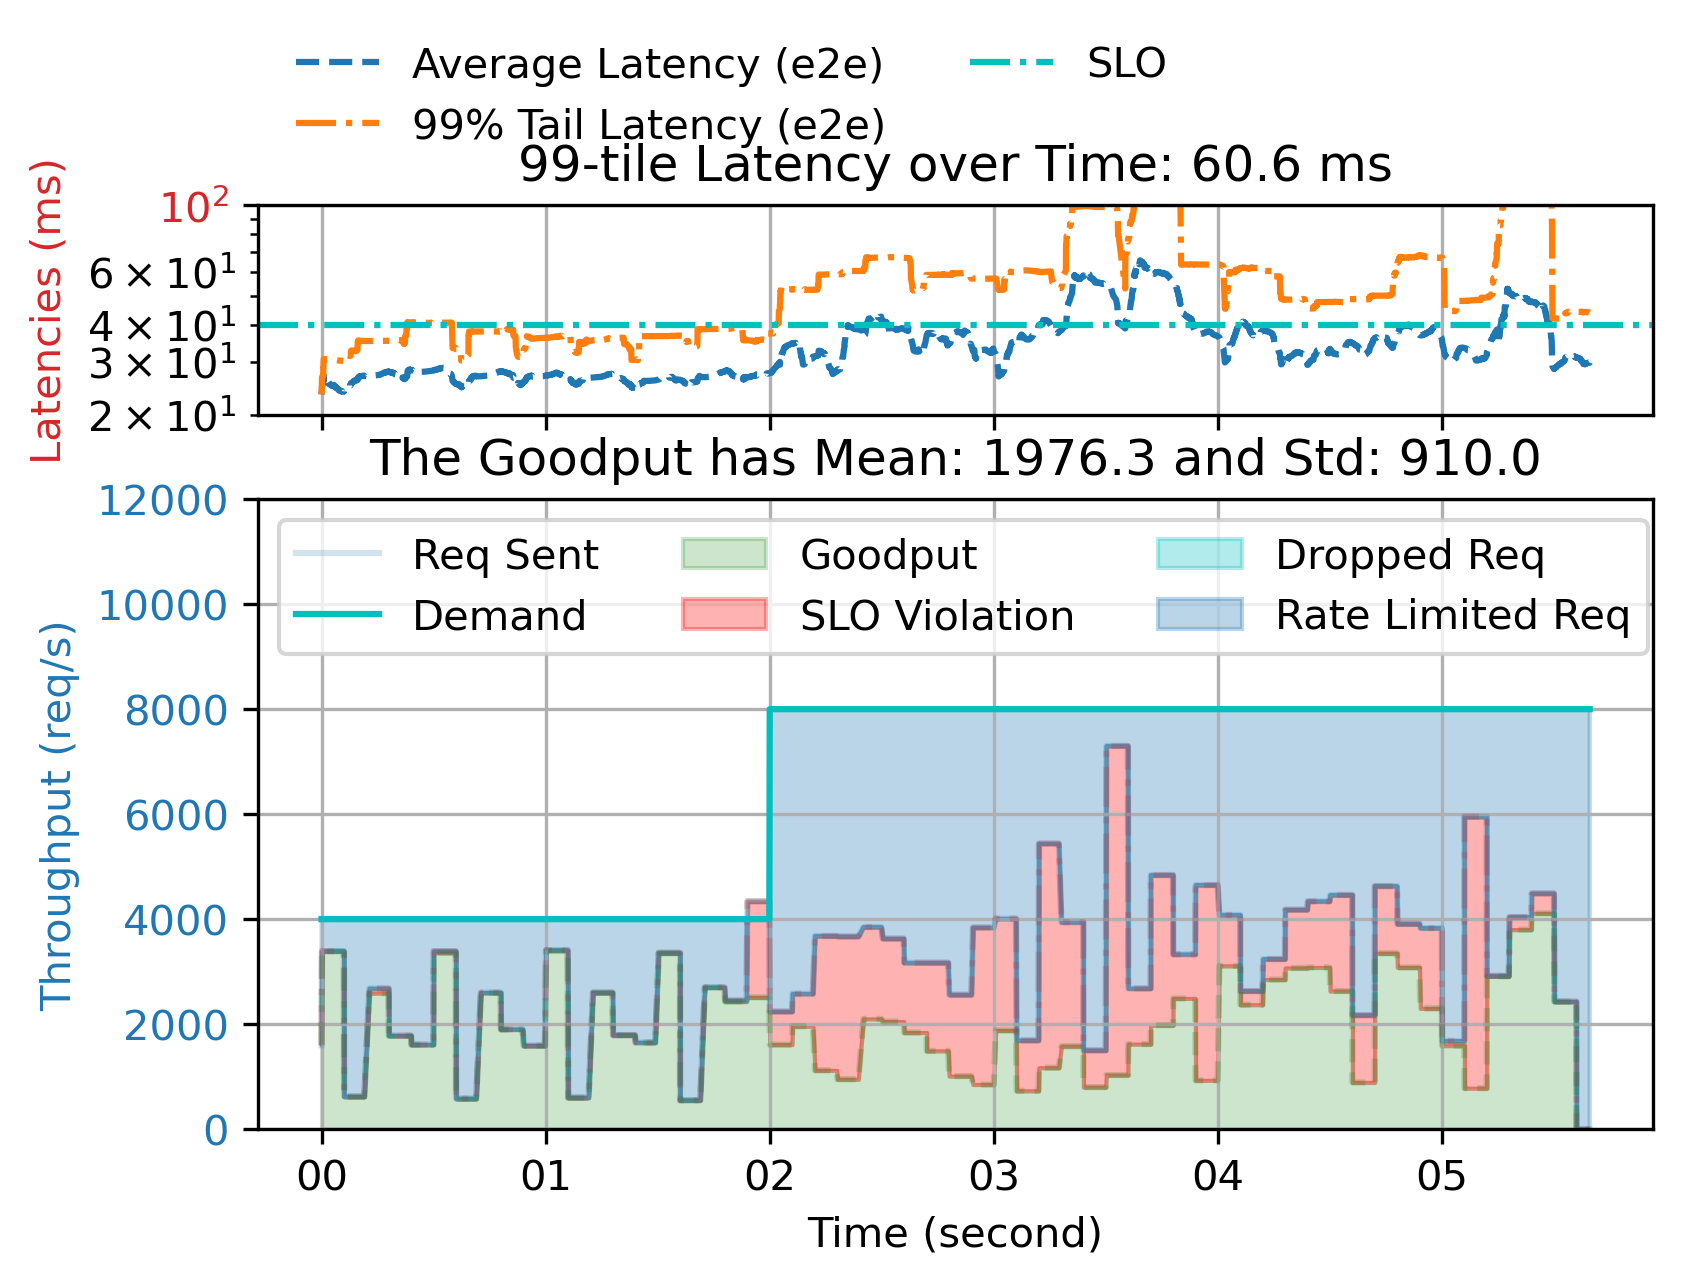 Average Latency (e2e) SLO
99% Tail Latency (e2e)
99-tile Latency over Time: 60.6 ms
Latencies (ms)
10²
6 × 10¹
4 × 10¹
3 × 10¹
2 × 10¹
The Goodput has Mean: 1976.3 and Std: 910.0
Throughput (req/s)
12000
10000
8000
6000
4000
2000
0
Req Sent Goodput Dropped Req
Demand SLO Violation Rate Limited Req
00 01 02 03 04 05
Time (second)